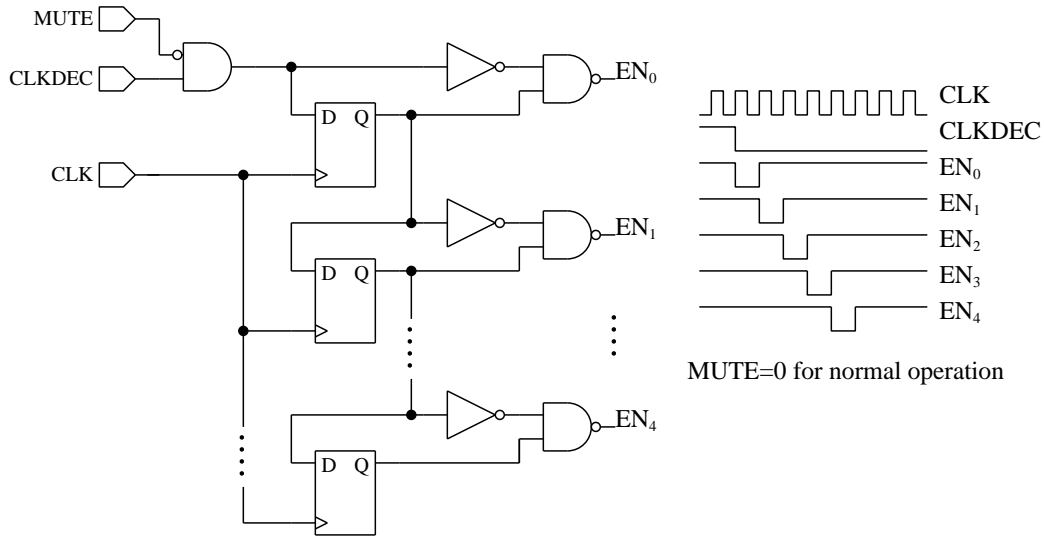 MUTE
CLKDEC
CLK
D Q
D Q
D Q
EN₀
EN₁
EN₄
CLK
CLKDEC
EN₀
EN₁
EN₂
EN₃
EN₄
MUTE=0 for normal operation